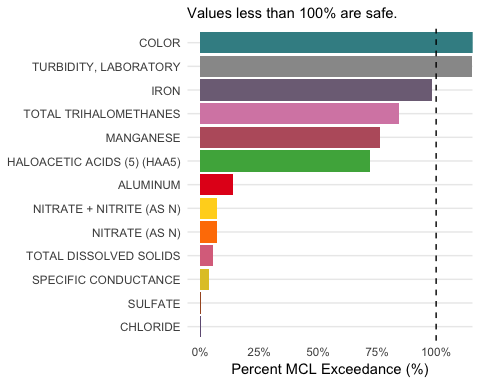 Values less than 100% are safe.
COLOR
TURBIDITY, LABORATORY
IRON
TOTAL TRIHALOMETHANES
MANGANESE
HALOACETIC ACIDS (5) (HAA5)
ALUMINUM
NITRATE + NITRITE (AS N)
NITRATE (AS N)
TOTAL DISSOLVED SOLIDS
SPECIFIC CONDUCTANCE
SULFATE
CHLORIDE
0% 25% 50% 75% 100%
Percent MCL Exceedance (%)